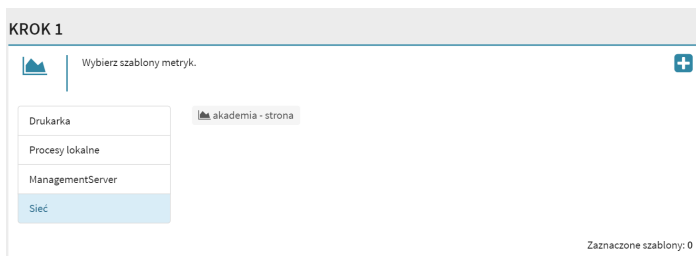 KROK 1
Wybierz szablony metryk.
Drukarka
Procesy lokalne
ManagementServer
Sieć
akademia - strona
Zaznaczone szablony: 0